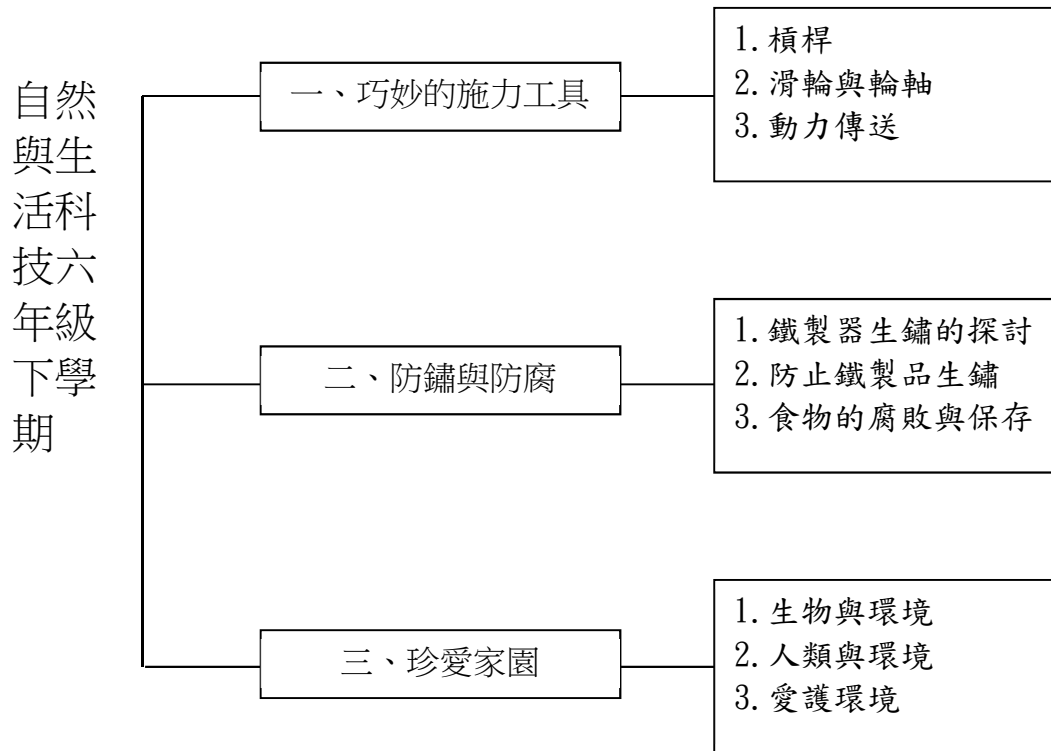 自然
與生
活科
技六
年級
下學
期
一、巧妙的施力工具
1.槓桿
2.滑輪與輪軸
3.動力傳送
二、防鏽與防腐
1.鐵製器生鏽的探討
2.防止鐵製品生鏽
3.食物的腐敗與保存
三、珍愛家園
1.生物與環境
2.人類與環境
3.愛護環境